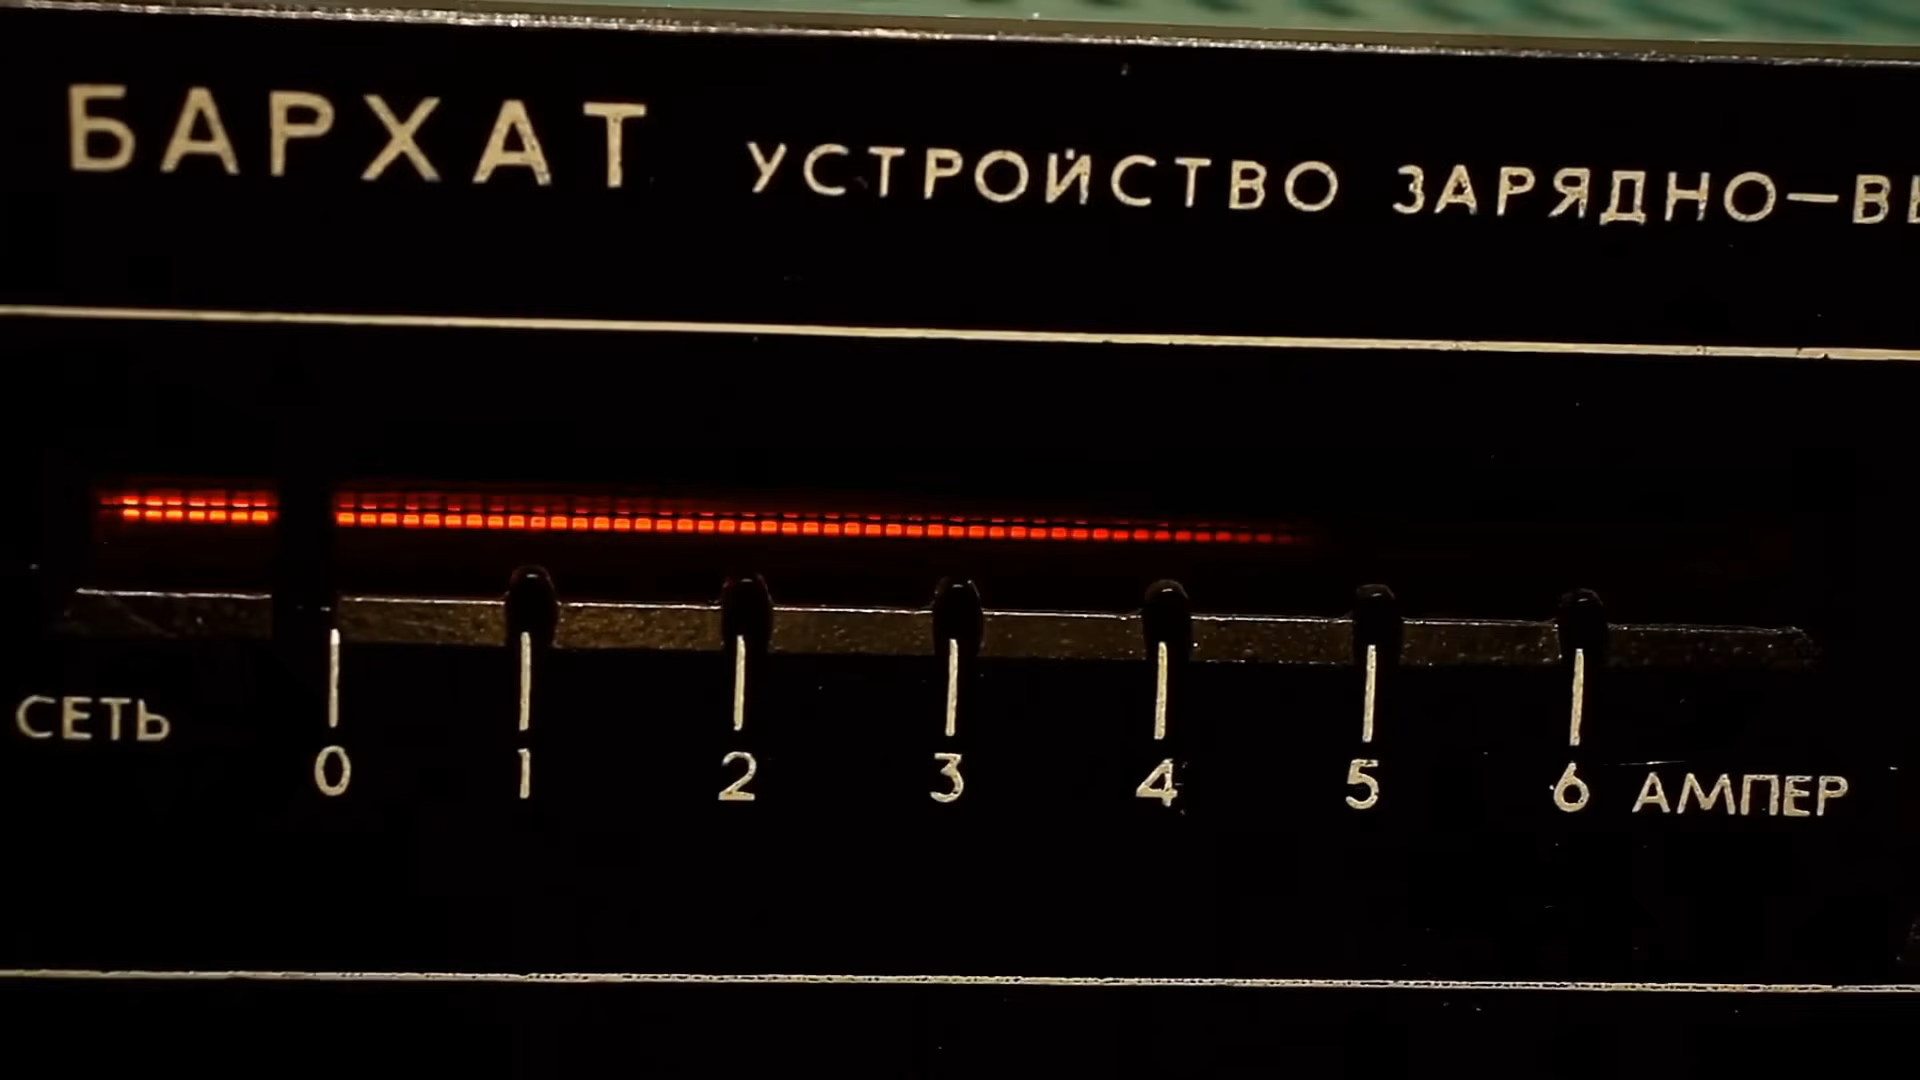 БАРХАТ УСТРОЙСТВО ЗАРЯДНО—
СЕТЬ 0 1 2 3 4 5 6 АМПЕР